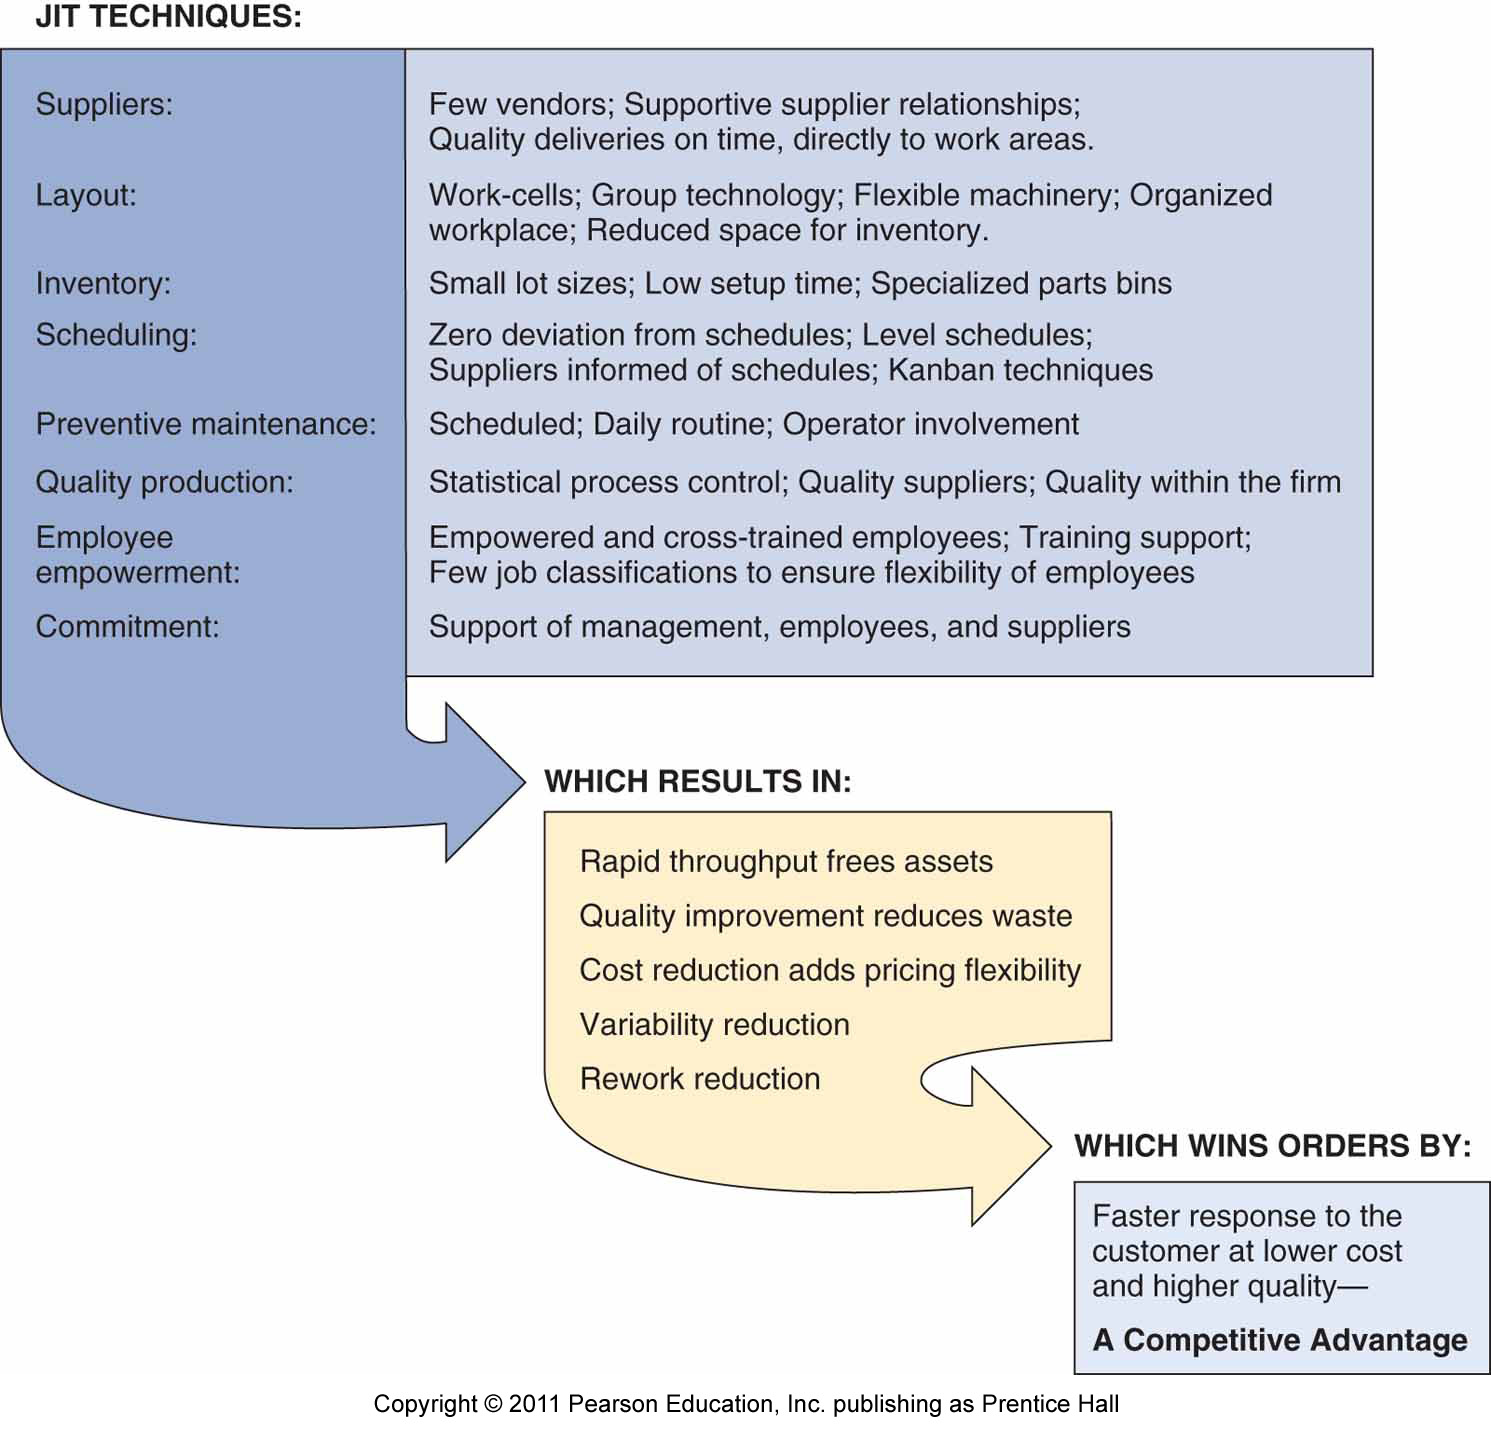 JIT TECHNIQUES:
Suppliers:
Few vendors; Supportive supplier relationships;
Quality deliveries on time, directly to work areas.
Layout:
Work-cells; Group technology; Flexible machinery; Organized
workplace; Reduced space for inventory.
Inventory:
Small lot sizes; Low setup time; Specialized parts bins
Scheduling:
Zero deviation from schedules; Level schedules;
Suppliers informed of schedules; Kanban techniques
Preventive maintenance:
Scheduled; Daily routine; Operator involvement
Quality production:
Statistical process control; Quality suppliers; Quality within the firm
Employee
empowerment:
Empowered and cross-trained employees; Training support;
Few job classifications to ensure flexibility of employees
Commitment:
Support of management, employees, and suppliers
WHICH RESULTS IN:
Rapid throughput frees assets
Quality improvement reduces waste
Cost reduction adds pricing flexibility
Variability reduction
Rework reduction
WHICH WINS ORDERS BY:
Faster response to the
customer at lower cost
and higher quality—
A Competitive Advantage
Copyright © 2011 Pearson Education, Inc. publishing as Prentice Hall